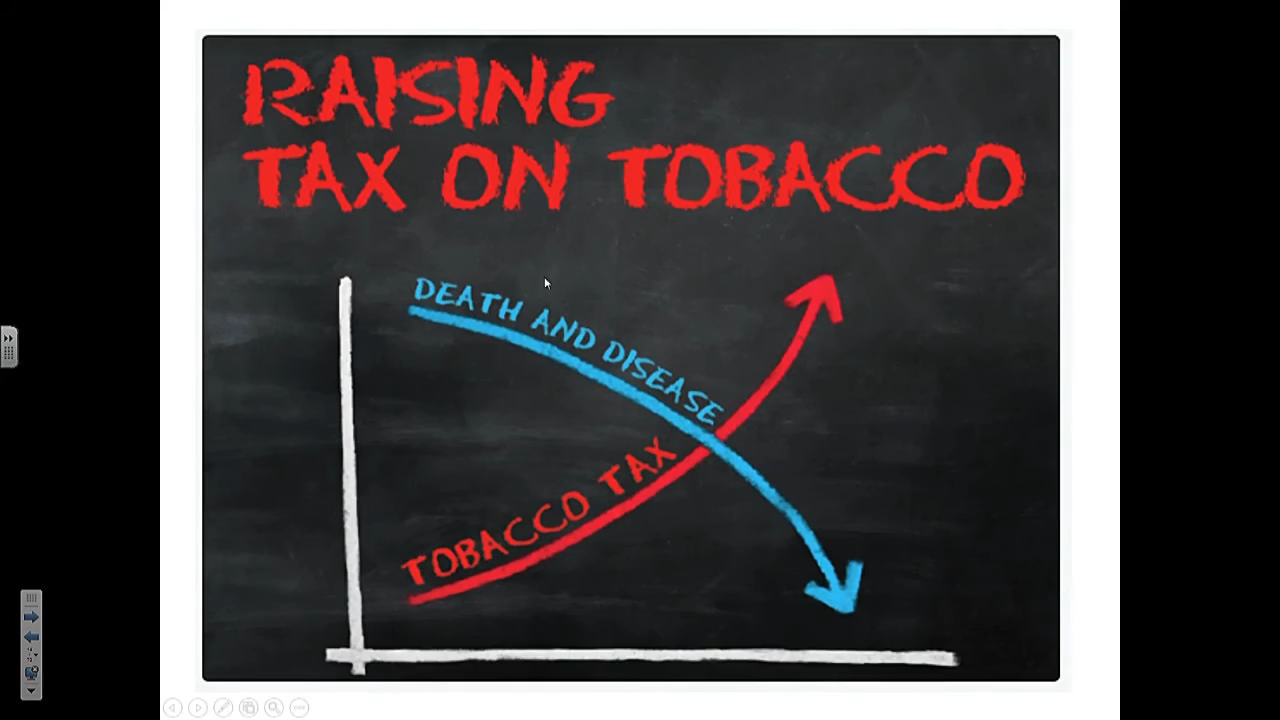 RAISING
TAX ON TOBACCO
DEATH AND DISEASE
TOBACCO TAX